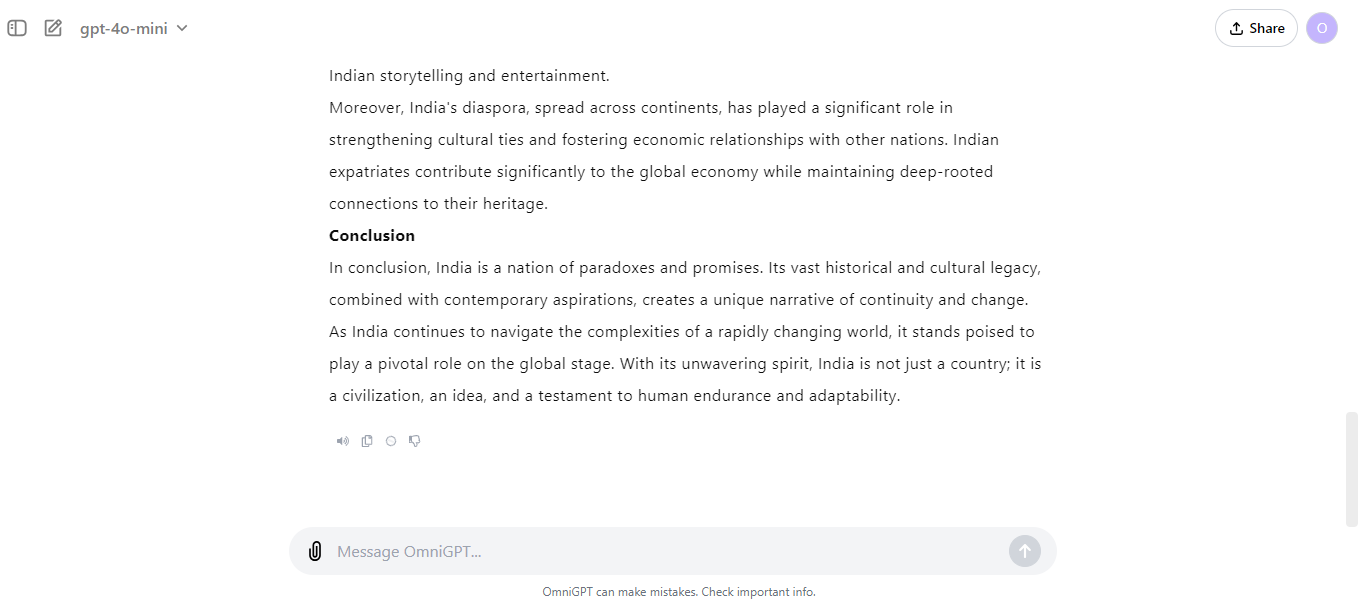 gpt-4o-mini
Share
O
Indian storytelling and entertainment.
Moreover, India's diaspora, spread across continents, has played a significant role in
strengthening cultural ties and fostering economic relationships with other nations. Indian
expatriates contribute significantly to the global economy while maintaining deep-rooted
connections to their heritage.
Conclusion
In conclusion, India is a nation of paradoxes and promises. Its vast historical and cultural legacy,
combined with contemporary aspirations, creates a unique narrative of continuity and change.
As India continues to navigate the complexities of a rapidly changing world, it stands poised to
play a pivotal role on the global stage. With its unwavering spirit, India is not just a country; it is
a civilization, an idea, and a testament to human endurance and adaptability.
Message OmniGPT...
OmniGPT can make mistakes. Check important info.